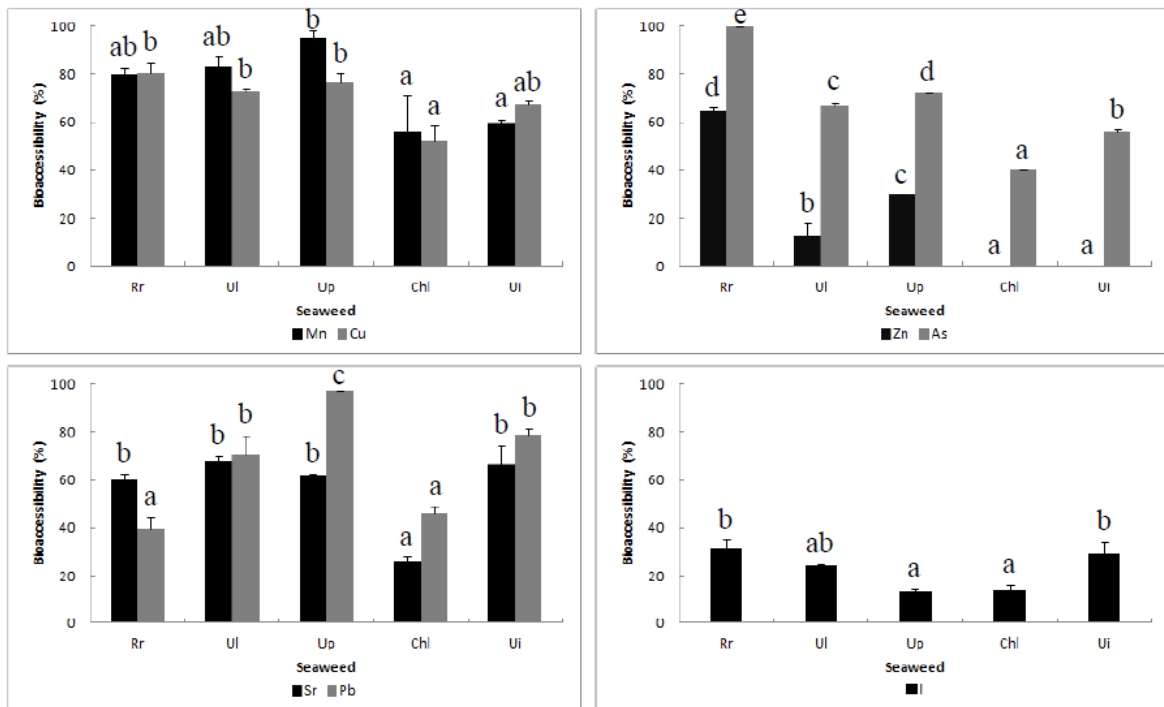 100
80
60
40
20
0
Bioaccessibility (%)
ab b ab b b b a a a ab
Rr Ul Up Chl Ui
Seaweed
Mn Cu
100
80
60
40
20
0
Bioaccessibility (%)
d e b c c d a a a b
Rr Ul Up Chl Ui
Seaweed
Zn As
100
80
60
40
20
0
Bioaccessibility (%)
b a b b b c a a b b
Rr Ul Up Chl Ui
Seaweed
Sr Pb
100
80
60
40
20
0
Bioaccessibility (%)
b ab a a b
Rr Ul Up Chl Ui
Seaweed
I